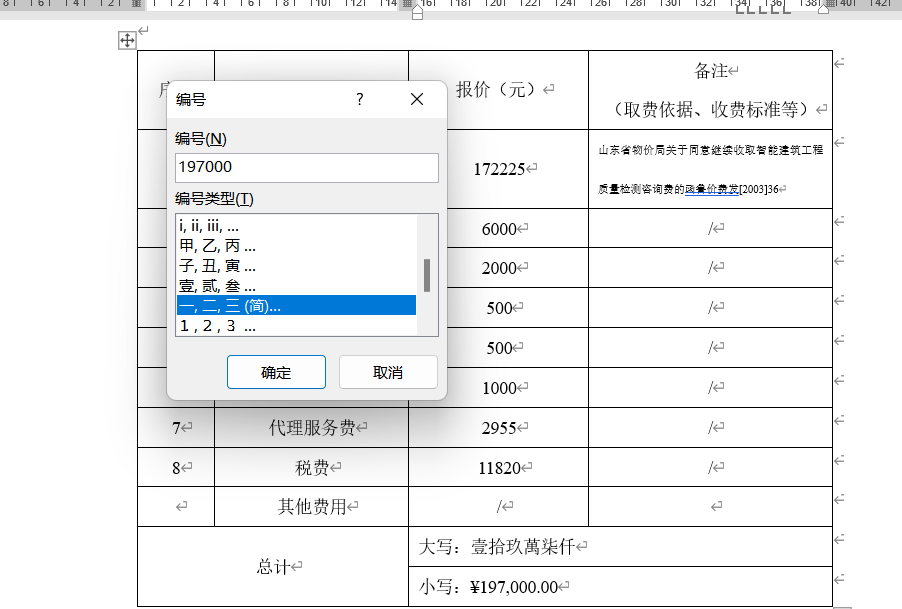 8 6 4 2 2 4 6 8 10 12 14 16 18 20 22 24 26 28 30 32 34 36 38 40 42
编号 ?
编号(N)
197000
编号类型(T)
i, ii, iii, ...
甲, 乙, 丙 ...
子, 丑, 寅 ...
壹, 贰, 叁 ...
一, 二, 三 (简)...
１, ２, ３ ...
确定 取消
报价（元） 备注
（取费依据、收费标准等）
172225 山东省物价局关于同意继续收取智能建筑工程
质量检测咨询费的函鲁价费发[2003]36
6000 /
2000 /
500 /
500 /
1000 /
7 代理服务费 2955 /
8 税费 11820 /
其他费用 /
总计 大写：壹拾玖萬柒仟
小写：¥197,000.00